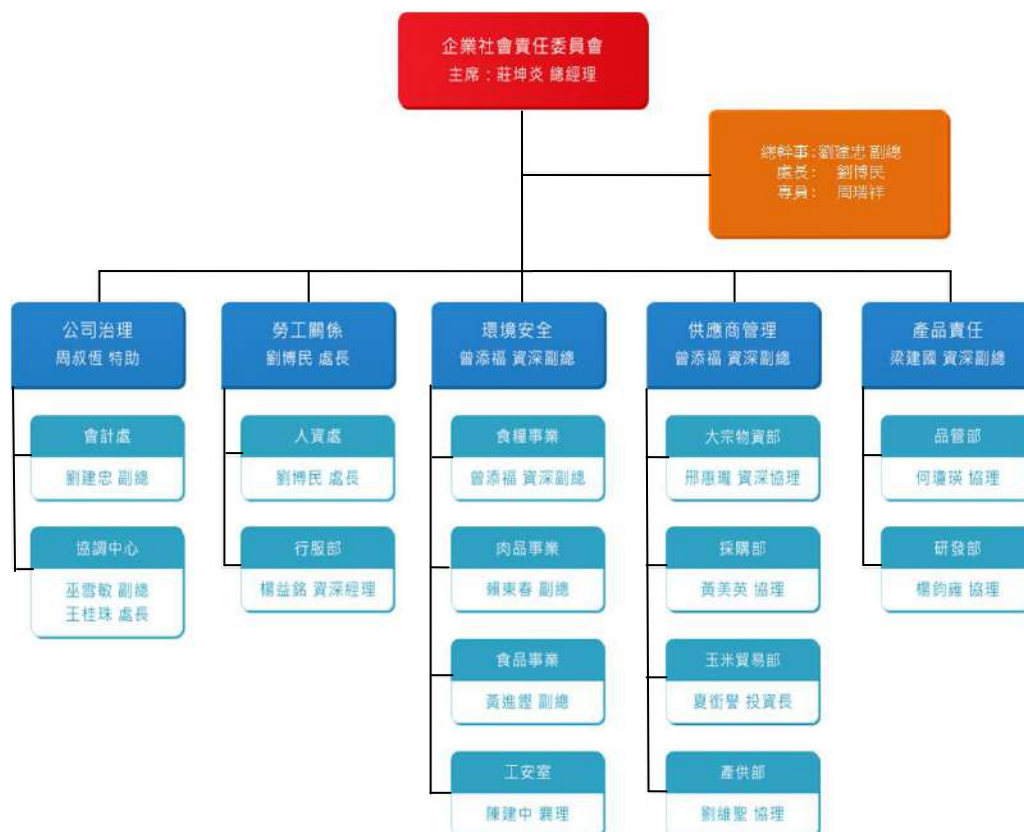 企業社會責任委員會
主席：莊坤炎 總經理
總幹事：劉建忠 副總
處長： 劉博民
專員： 周瑞祥
公司治理
周叔恆 特助
勞工關係
劉博民 處長
環境安全
曾添福 資深副總
供應商管理
曾添福 資深副總
產品責任
梁建國 資深副總
會計處
劉建忠 副總
協調中心
巫雪敏 副總
王桂珠 處長
人資處
劉博民 處長
行服部
楊益銘 資深經理
食糧事業
曾添福 資深副總
肉品事業
賴東春 副總
食品事業
黃進鏗 副總
工安室
陳建中 襄理
大宗物資部
邢惠瓏 資深協理
採購部
黃美英 協理
玉米貿易部
夏銜譽 投資長
產供部
劉維聖 協理
品管部
何瓊瑛 協理
研發部
楊鈞雍 協理